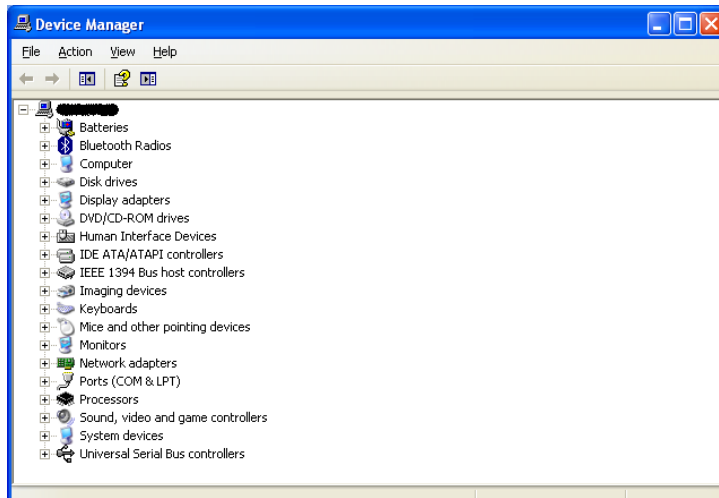 Device Manager
File Action View Help
Batteries
Bluetooth Radios
Computer
Disk drives
Display adapters
DVD/CD-ROM drives
Human Interface Devices
IDE ATA/ATAPI controllers
IEEE 1394 Bus host controllers
Imaging devices
Keyboards
Mice and other pointing devices
Monitors
Network adapters
Ports (COM & LPT)
Processors
Sound, video and game controllers
System devices
Universal Serial Bus controllers